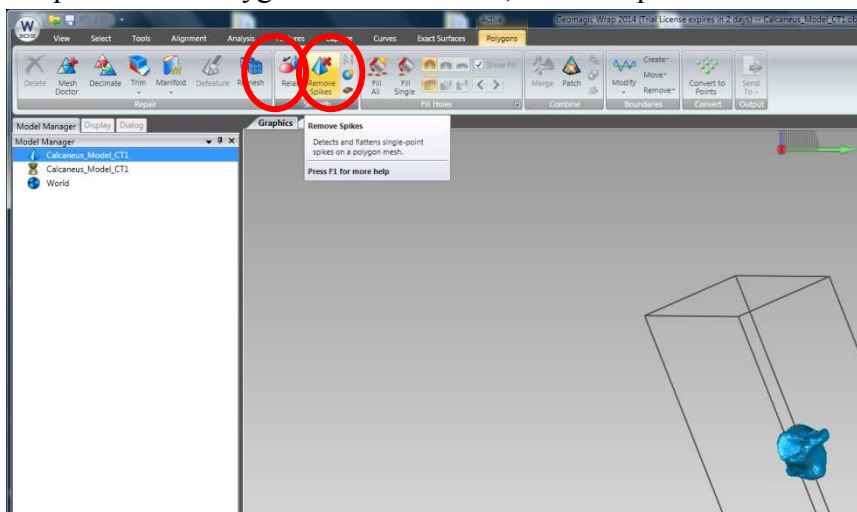 W
SOS
Active
Geomagic Wrap 2014 (Trial License expires in 2 days) -- Calcaneus_Model_CT1.ob
View Select Tools Alignment Analysis Curves Exact Surfaces Polygons
Delete Mesh Doctor Decimate Trim Manifold Defeature Remesh Relax Remove Spikes Fill All Fill Single Show Fill Merge Patch Modify Create Move Remove Convert to Points Send To
Repair Fill Holes Combine Boundaries Convert Output
Model Manager Display Dialog Graphics
Model Manager
Calcaneus_Model_CT1
Calcaneus_Model_CT1
World
Remove Spikes
Detects and flattens single-point
spikes on a polygon mesh.
Press F1 for more help